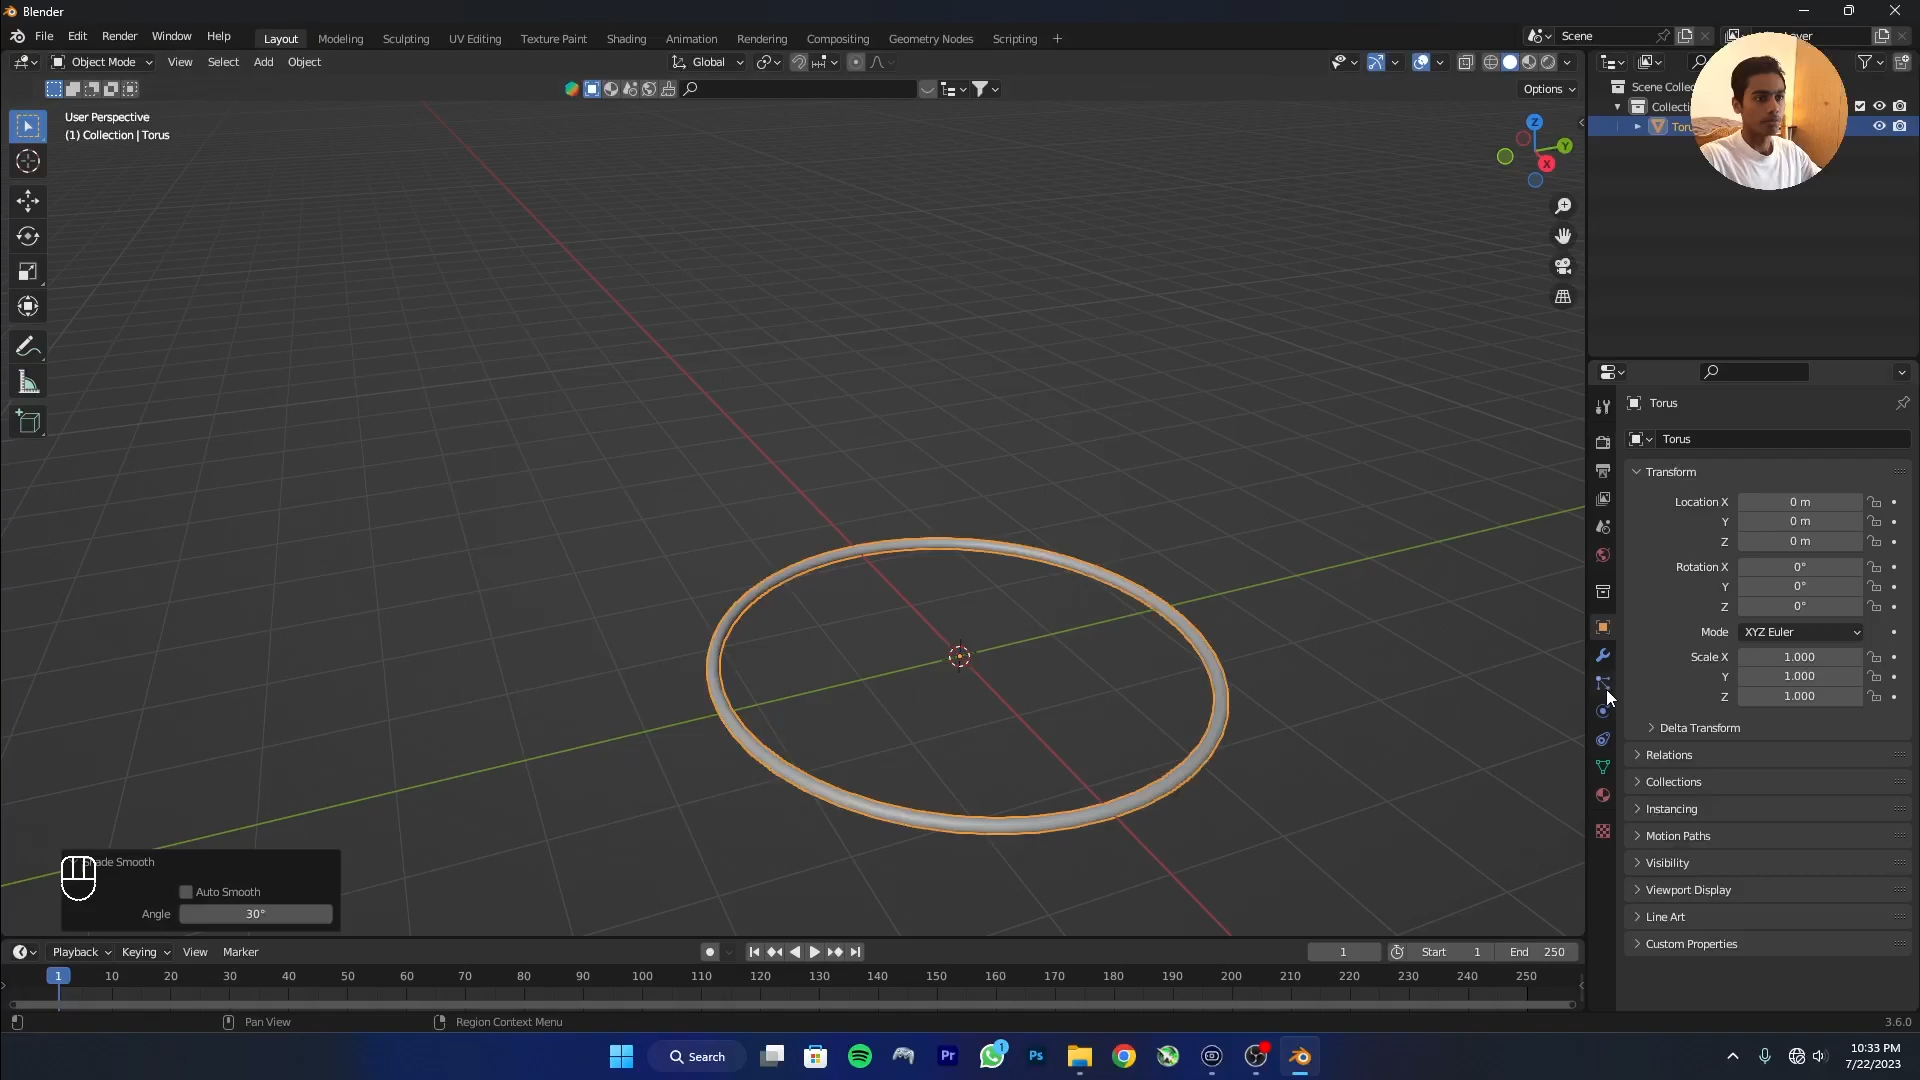 Blender
File Edit Render Window Help Layout Modeling Sculpting UV Editing Texture Paint Shading Animation Rendering Compositing Geometry Nodes Scripting + Scene
Object Mode View Select Add Object Global
Options
User Perspective
(1) Collection | Torus
Z
Y
X
Torus
Torus
Transform
Location X 0 m
Y 0 m
Z 0 m
Rotation X 0°
Y 0°
Z 0°
Mode XYZ Euler
Scale X 1.000
Y 1.000
Z 1.000
Delta Transform
Relations
Collections
Instancing
Motion Paths
Visibility
Viewport Display
Line Art
Custom Properties
Smooth
Auto Smooth
Angle 30°
Playback Keying View Marker 1 Start 1 End 250
1 10 20 30 40 50 60 70 80 90 100 110 120 130 140 150 160 170 180 190 200 210 220 230 240 250
Pan View Region Context Menu 3.6.0
Search Pr 1 Ps
10:33 PM
7/22/2023